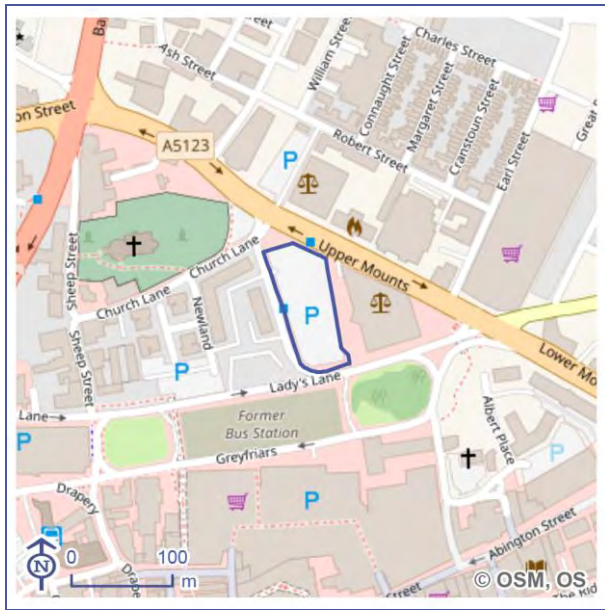 Ash Street
William Street
Charles Street
Connaught Street
Margaret Street
Cranstoun Street
Earl Street
on Street
A5123
P
Robert Street
Upper Mounts
Church Lane
Sheep Street
Church Lane
Newland
P
Sheep Street
P
Lady's Lane
Lower Mo
Lane
Former
Bus Station
Albert Place
P
Greyfriars
P
P
Drapery
Abington Street
Drap
N
0 100
m
© OSM, OS